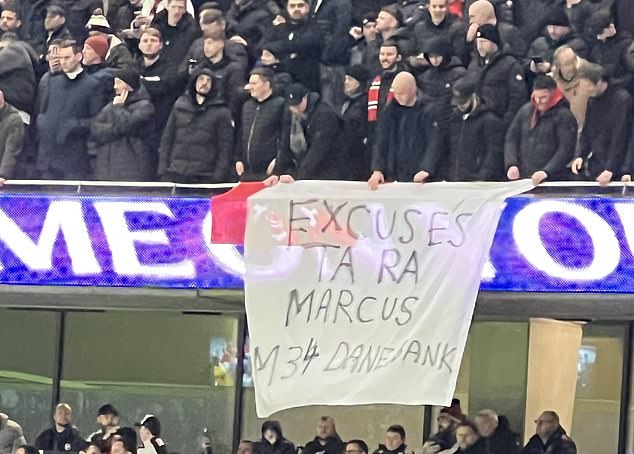 EXCUSES
TA RA
MARCUS
M34 DANEBANK